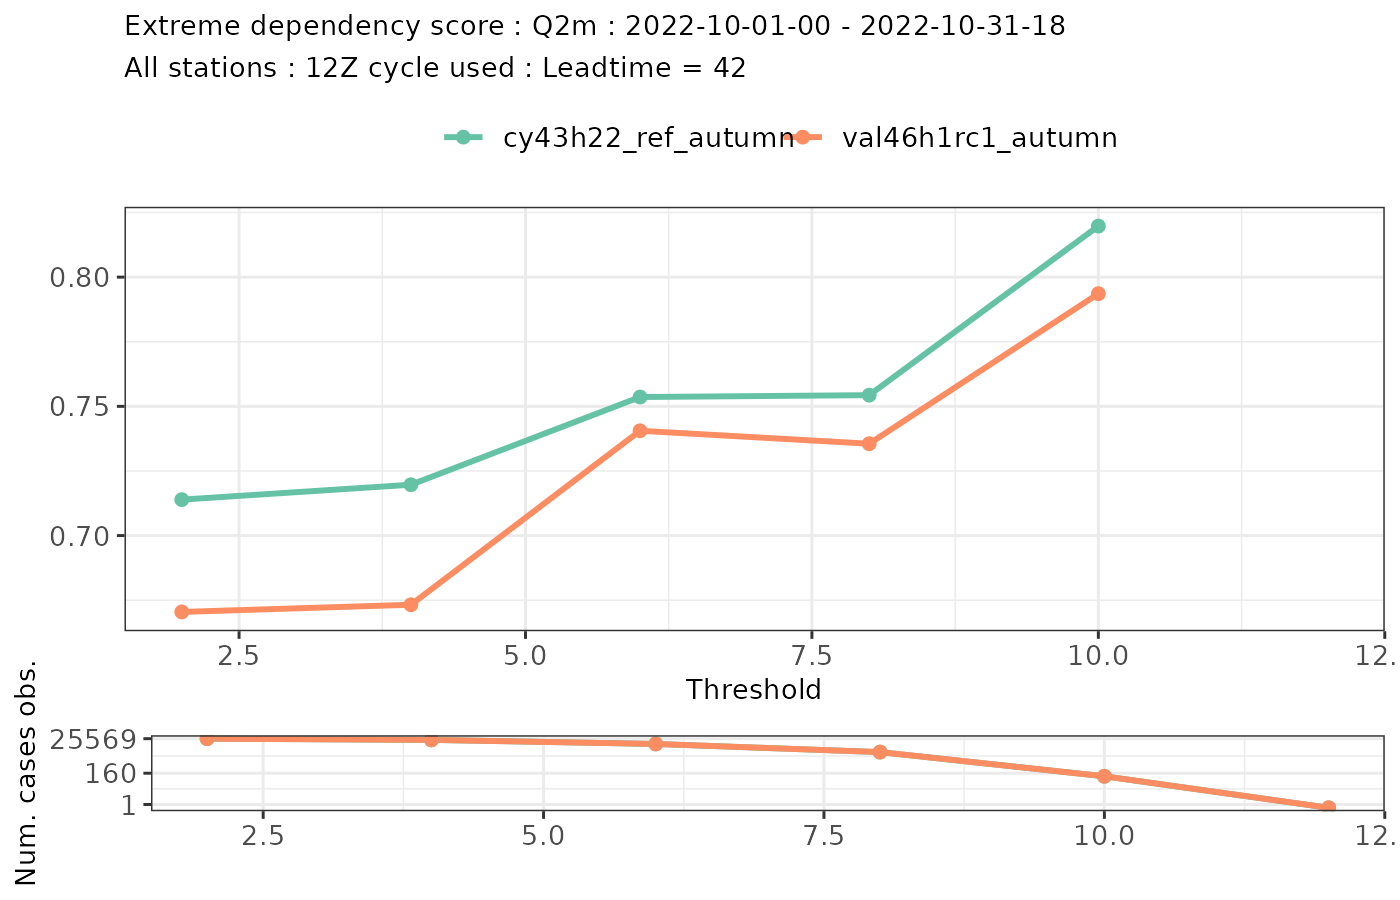 Extreme dependency score : Q2m : 2022-10-01-00 - 2022-10-31-18
All stations : 12Z cycle used : Leadtime = 42
cy43h22_ref_autumn val46h1rc1_autumn
0.80
0.75
0.70
2.5 5.0 7.5 10.0 12.
Threshold
Num. cases obs.
25569
160
1
2.5 5.0 7.5 10.0 12.